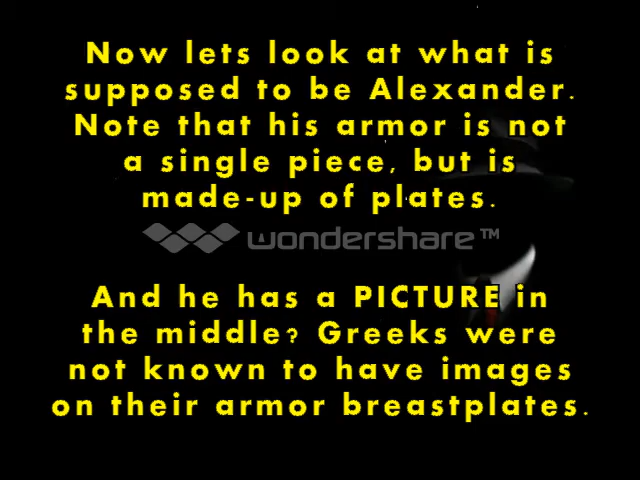 Now lets look at what is
supposed to be Alexander.
Note that his armor is not
a single piece, but is
made-up of plates.
wondershare™
And he has a PICTURE in
the middle? Greeks were
not known to have images
on their armor breastplates.